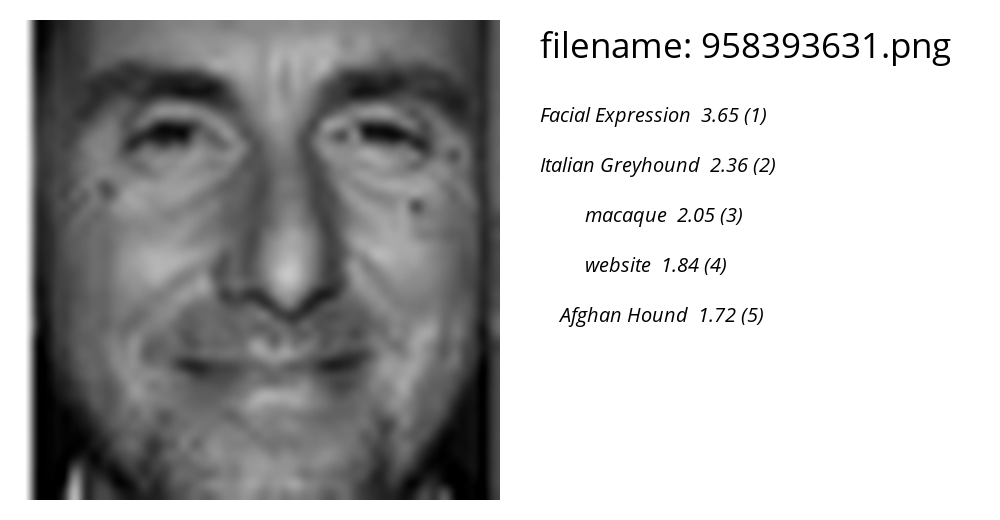 filename: 958393631.png
Facial Expression 3.65 (1)
Italian Greyhound 2.36 (2)
macaque 2.05 (3)
website 1.84 (4)
Afghan Hound 1.72 (5)